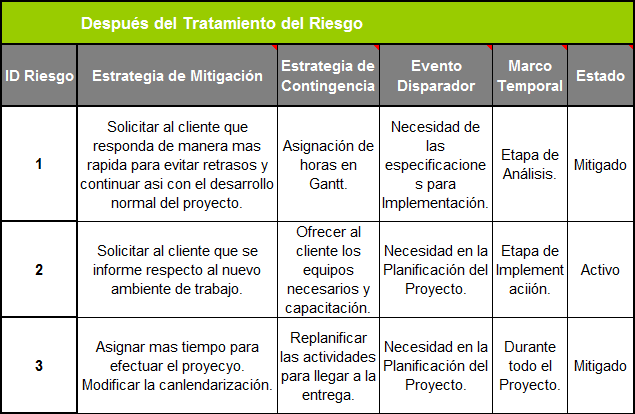 Después del Tratamiento del Riesgo
ID Riesgo
Estrategia de Mitigación
Estrategia de
Contingencia
Evento
Disparador
Marco
Temporal
Estado
1
Solicitar al cliente que
responda de manera mas
rapida para evitar retrasos y
continuar asi con el desarrollo
normal del proyecto.
Asignación de
horas en
Gantt.
Necesidad de
las
especificacione
s para
Implementación.
Etapa de
Análisis.
Mitigado
2
Solicitar al cliente que se
informe respecto al nuevo
ambiente de trabajo.
Ofrecer al
cliente los
equipos
necesarios y
capacitación.
Necesidad en la
Planificación del
Proyecto.
Etapa de
Implement
aciión.
Activo
3
Asignar mas tiempo para
efectuar el proyecyo.
Modificar la canlendarización.
Replanificar
las actividades
para llegar a la
entrega.
Necesidad en la
Planificación del
Proyecto.
Durante
todo el
Proyecto.
Mitigado